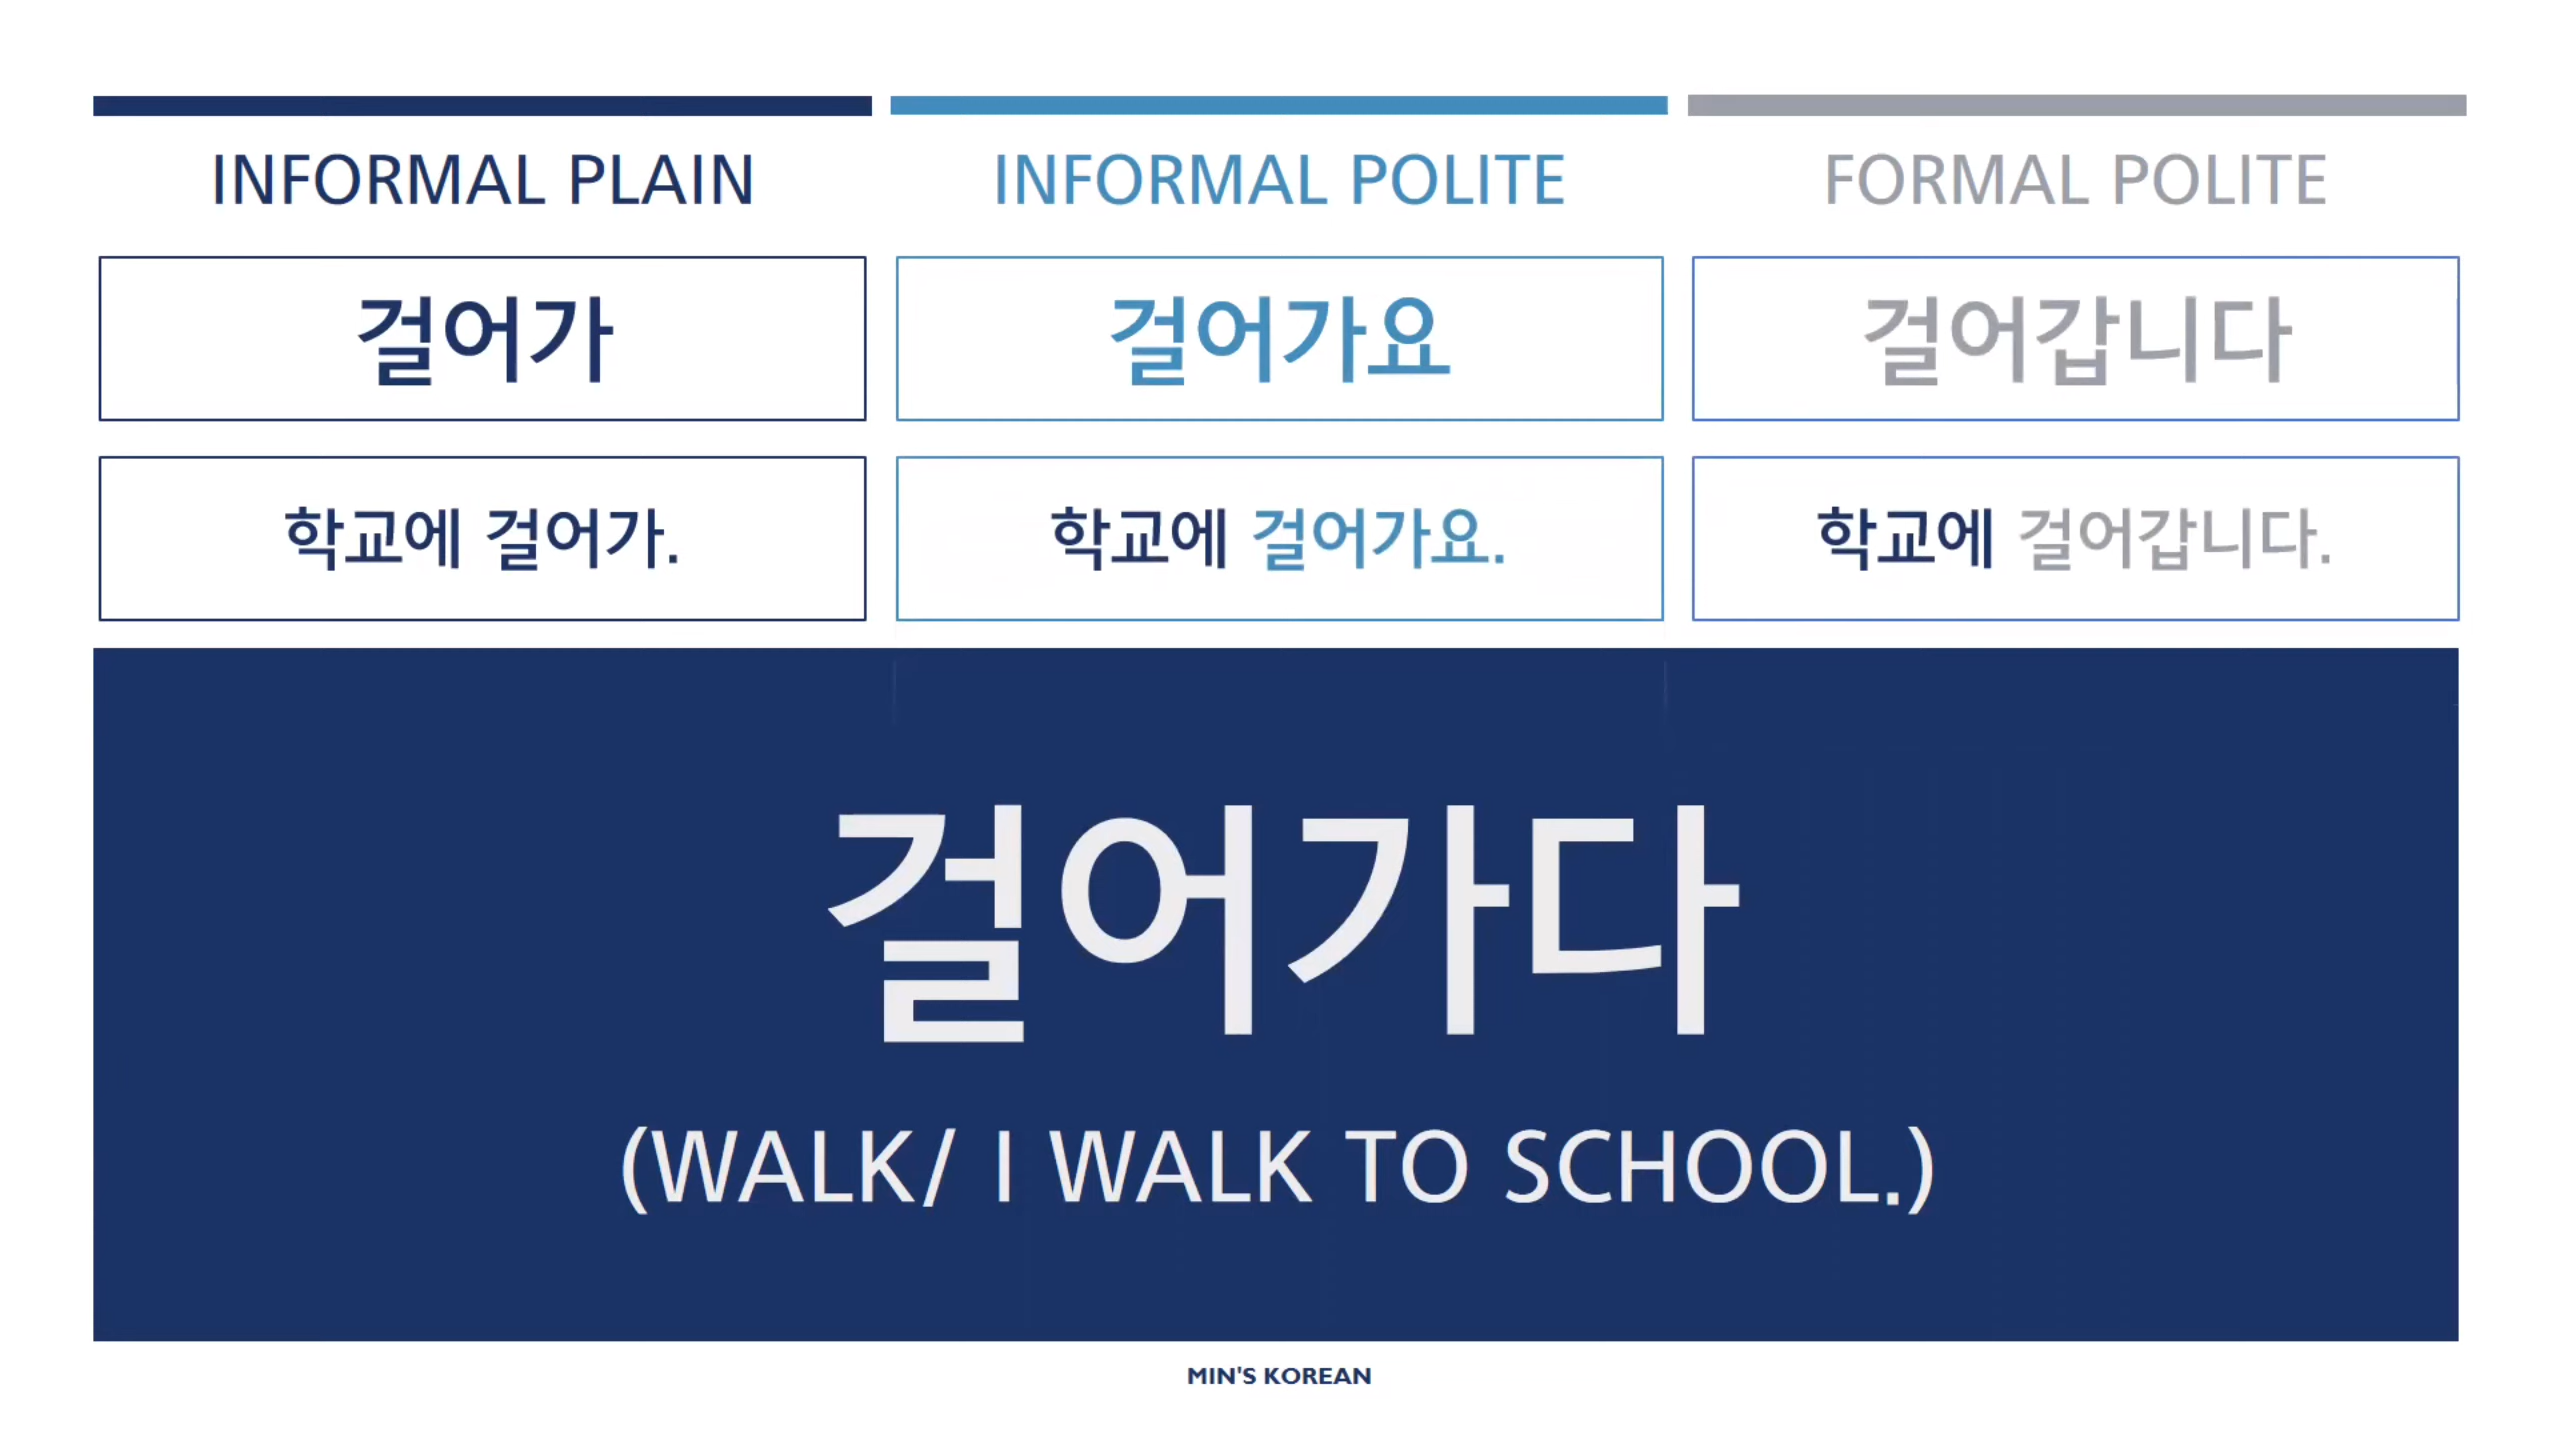 INFORMAL PLAIN
INFORMAL POLITE
FORMAL POLITE
걸어가
걸어가요
걸어갑니다
학교에 걸어가.
학교에 걸어가요.
학교에 걸어갑니다.
걸어가다
(WALK/ I WALK TO SCHOOL.)
MIN'S KOREAN